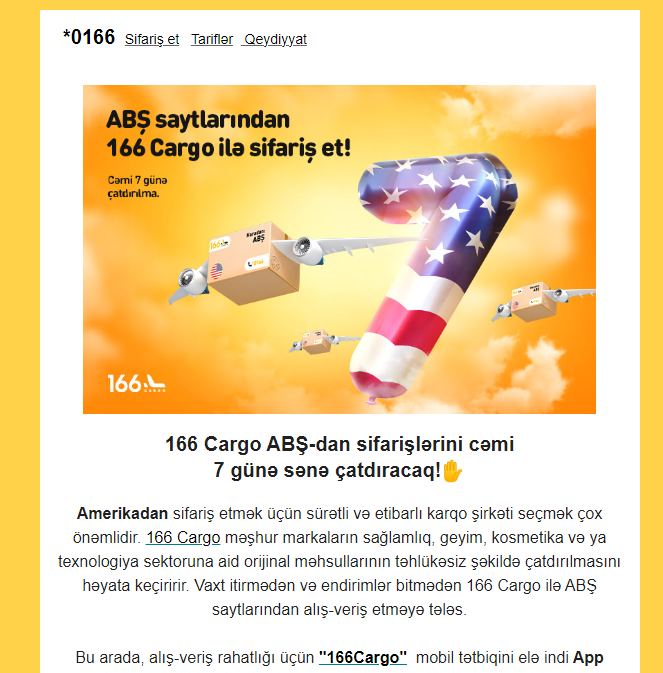 *0166 Sifariş et Tariflər Qeydiyyat
ABŞ saytlarından
166 Cargo ilə sifariş et!
Cəmi 7 günə
çatdırılma.
166
ABŞ
166 CARGO
166 Cargo ABŞ-dan sifarişlərini cəmi
7 günə sənə çatdıracaq!✋
Amerikadan sifariş etmək üçün sürətli və etibarlı karqo şirkəti seçmək çox
önəmlidir. 166 Cargo məşhur markaların sağlamlıq, geyim, kosmetika və ya
texnologiya sektoruna aid orijinal məhsullarının təhlükəsiz şəkildə çatdırılmasını
həyata keçirir. Vaxt itirmədən və endirimlər bitmədən 166 Cargo ilə ABŞ
saytlarından alış-veriş etməyə tələs.
Bu arada, alış-veriş rahatlığı üçün "166Cargo" mobil tətbiqini elə indi App